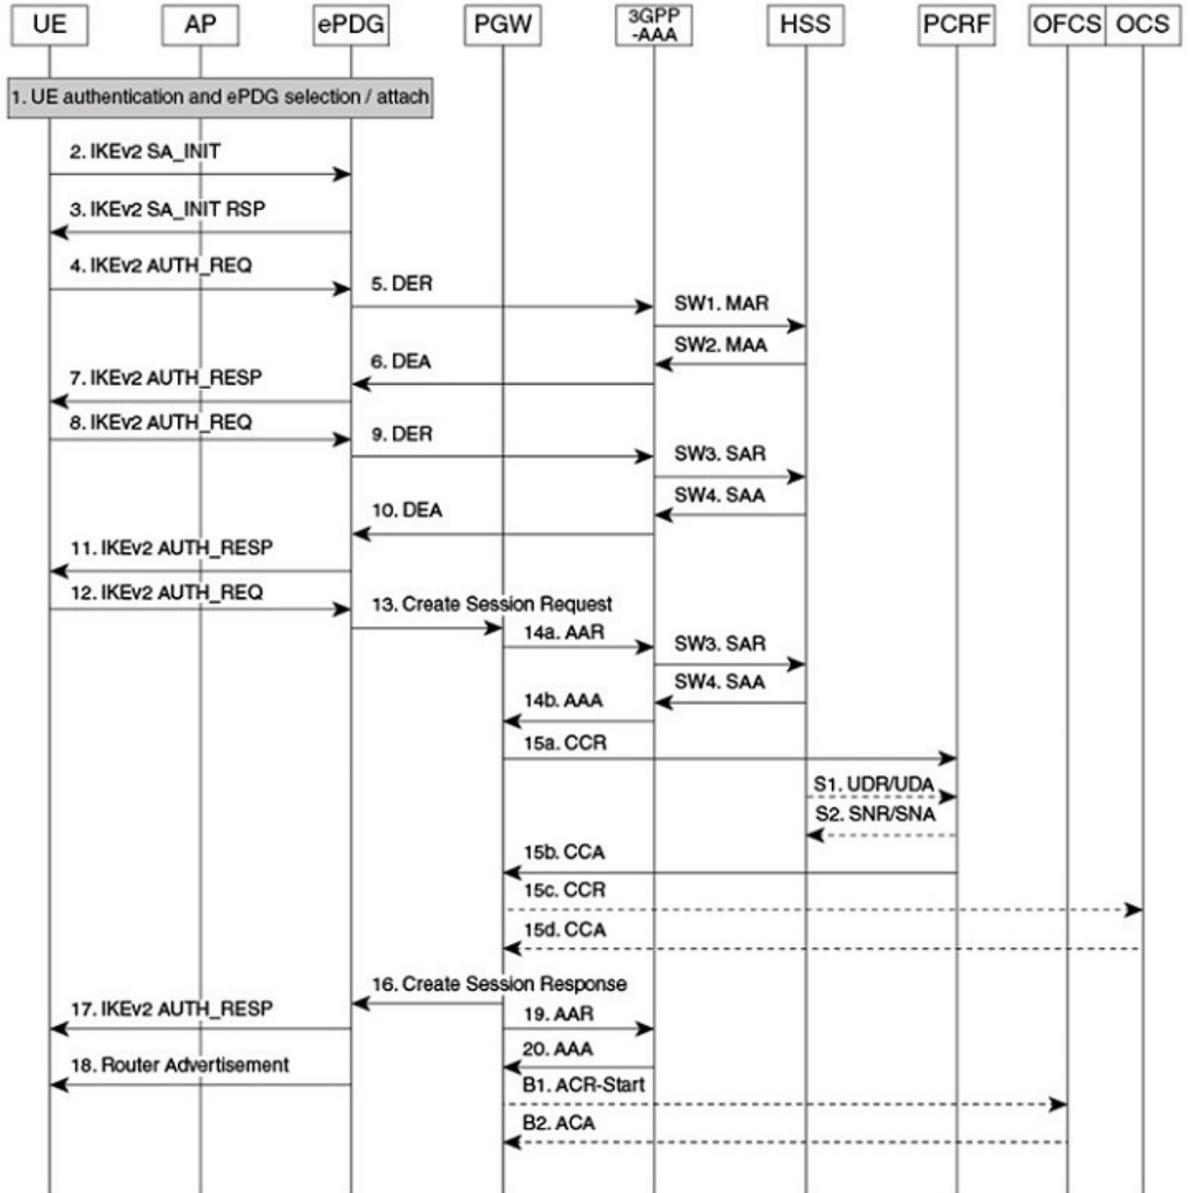 UE
AP
ePDG
PGW
3GPP
-AAA
HSS
PCRF
OFCS
OCS
1. UE authentication and ePDG selection / attach
2. IKEv2 SA_INIT
3. IKEv2 SA_INIT RSP
4. IKEv2 AUTH_REQ
5. DER
SW1. MAR
SW2. MAA
6. DEA
7. IKEv2 AUTH_RESP
8. IKEv2 AUTH_REQ
9. DER
SW3. SAR
SW4. SAA
10. DEA
11. IKEv2 AUTH_RESP
12. IKEv2 AUTH_REQ
13. Create Session Request
14a. AAR
SW3. SAR
SW4. SAA
14b. AAA
15a. CCR
S1. UDR/UDA
S2. SNR/SNA
15b. CCA
15c. CCR
15d. CCA
16. Create Session Response
17. IKEv2 AUTH_RESP
19. AAR
20. AAA
18. Router Advertisement
B1. ACR-Start
B2. ACA